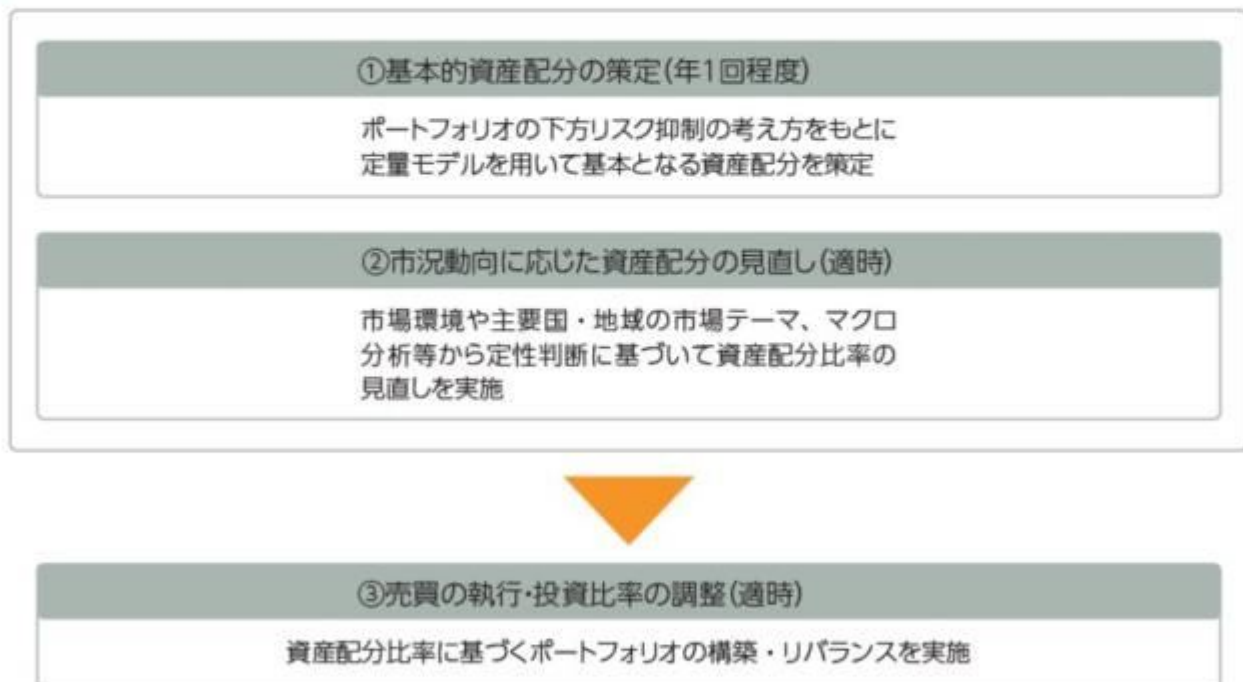 ①基本的資産配分の策定(年1回程度)
ポートフォリオの下方リスク抑制の考え方をもとに
定量モデルを用いて基本となる資産配分を策定
②市況動向に応じた資産配分の見直し(適時)
市場環境や主要国・地域の市場テーマ、マクロ
分析等から定性判断に基づいて資産配分比率の
見直しを実施
③売買の執行・投資比率の調整(適時)
資産配分比率に基づくポートフォリオの構築・リバランスを実施